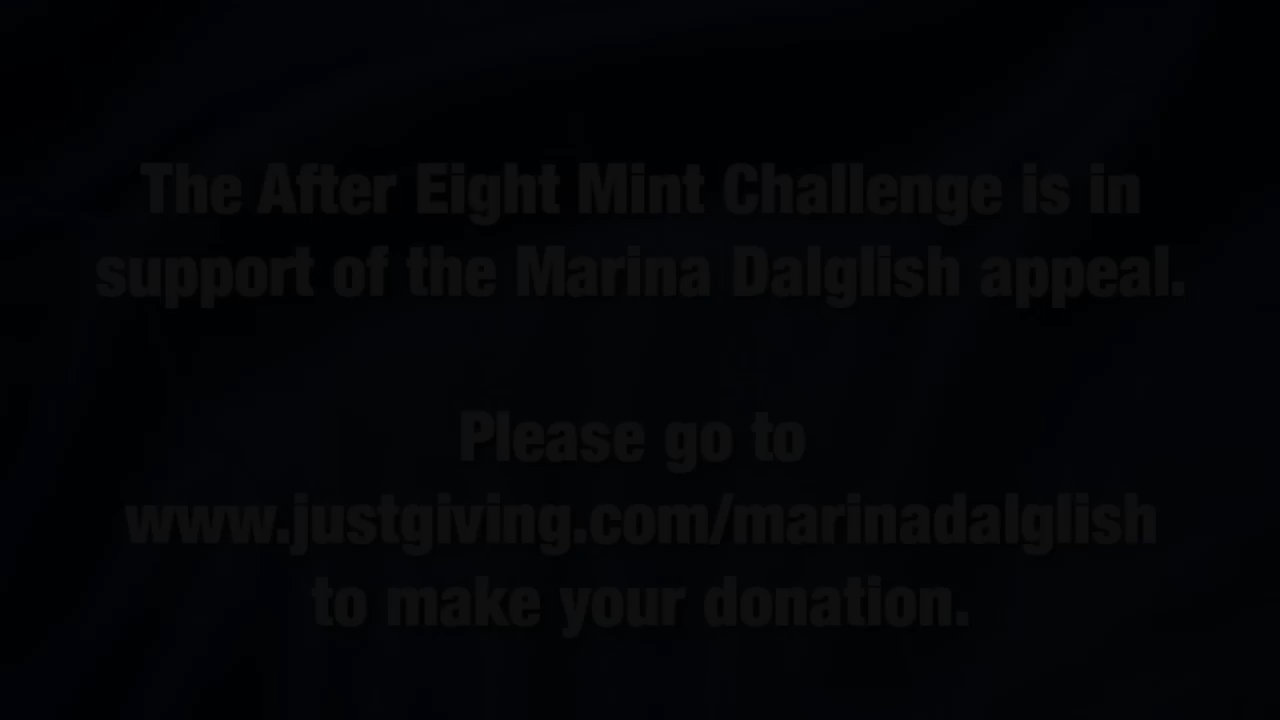 The After Eight Mint Challenge is in
support of the Marina Dalglish appeal.
Please go to
www.justgiving.com/marinadalglish
to make your donation.